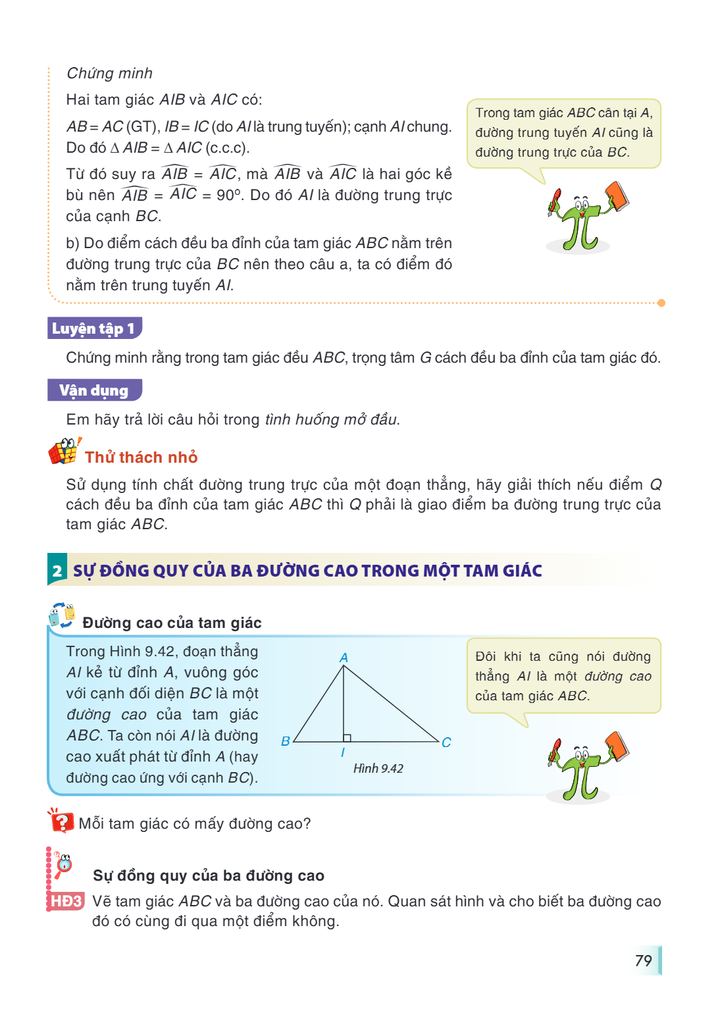 Chứng minh
Hai tam giác AIB và AIC có:
AB = AC (GT), IB = IC (do AI là trung tuyến); cạnh AI chung.
Do đó Δ AIB = Δ AIC (c.c.c).
Từ đó suy ra AIB = AIC, mà AIB và AIC là hai góc kề
bù nên AIB = AIC = 90º. Do đó AI là đường trung trực
của cạnh BC.
b) Do điểm cách đều ba đỉnh của tam giác ABC nằm trên
đường trung trực của BC nên theo câu a, ta có điểm đó
nằm trên trung tuyến AI.
Trong tam giác ABC cân tại A,
đường trung tuyến AI cũng là
đường trung trực của BC.
Luyện tập 1
Chứng minh rằng trong tam giác đều ABC, trọng tâm G cách đều ba đỉnh của tam giác đó.
Vận dụng
Em hãy trả lời câu hỏi trong tình huống mở đầu.
Thử thách nhỏ
Sử dụng tính chất đường trung trực của một đoạn thẳng, hãy giải thích nếu điểm Q
cách đều ba đỉnh của tam giác ABC thì Q phải là giao điểm ba đường trung trực của
tam giác ABC.
2 SỰ ĐỒNG QUY CỦA BA ĐƯỜNG CAO TRONG MỘT TAM GIÁC
Đường cao của tam giác
Trong Hình 9.42, đoạn thẳng
AI kẻ từ đỉnh A, vuông góc
với cạnh đối diện BC là một
đường cao của tam giác
ABC. Ta còn nói AI là đường
cao xuất phát từ đỉnh A (hay
đường cao ứng với cạnh BC).
A
B
I
C
Hình 9.42
Đôi khi ta cũng nói đường
thẳng AI là một đường cao
của tam giác ABC.
? Mỗi tam giác có mấy đường cao?
Sự đồng quy của ba đường cao
HĐ3 Vẽ tam giác ABC và ba đường cao của nó. Quan sát hình và cho biết ba đường cao
đó có cùng đi qua một điểm không.
79